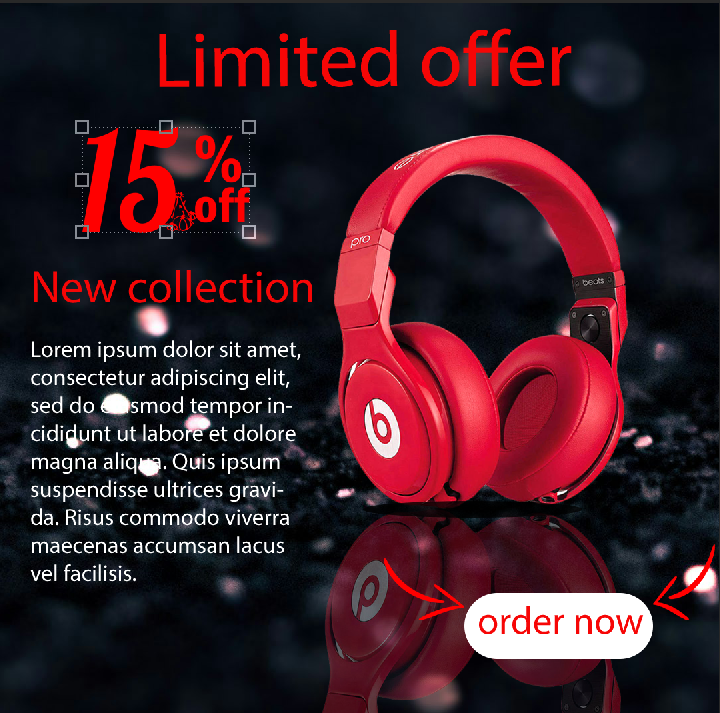 Limited offer
15%
off
New collection
pro
beats
Lorem ipsum dolor sit amet,
consectetur adipiscing elit,
sed do eiusmod tempor in-
cididunt ut labore et dolore
magna aliqua. Quis ipsum
suspendisse ultrices gravi-
da. Risus commodo viverra
maecenas accumsan lacus
vel facilisis.
b
order now